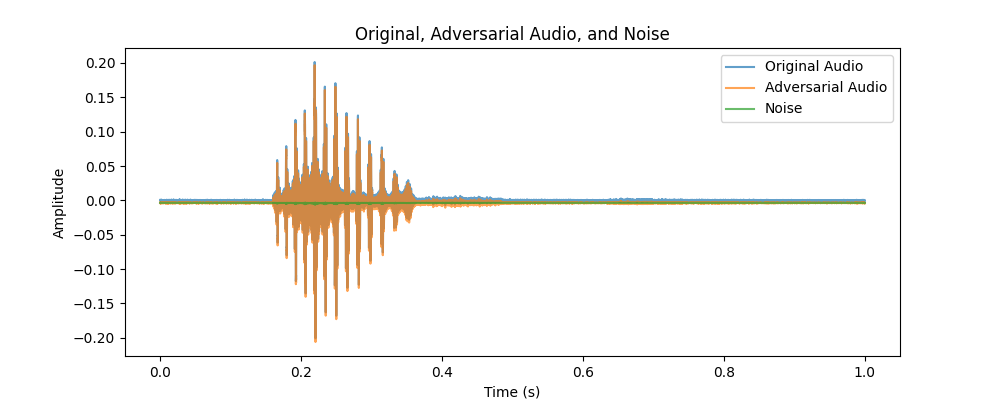 Original, Adversarial Audio, and Noise
Original Audio
Adversarial Audio
Noise
Amplitude
0.20
0.15
0.10
0.05
0.00
−0.05
−0.10
−0.15
−0.20
0.0 0.2 0.4 0.6 0.8 1.0
Time (s)